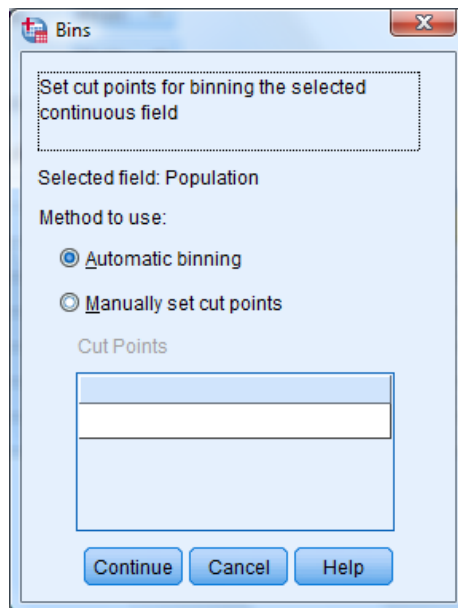 Bins
Set cut points for binning the selected
continuous field
Selected field: Population
Method to use:
Automatic binning
Manually set cut points
Cut Points
Continue Cancel Help